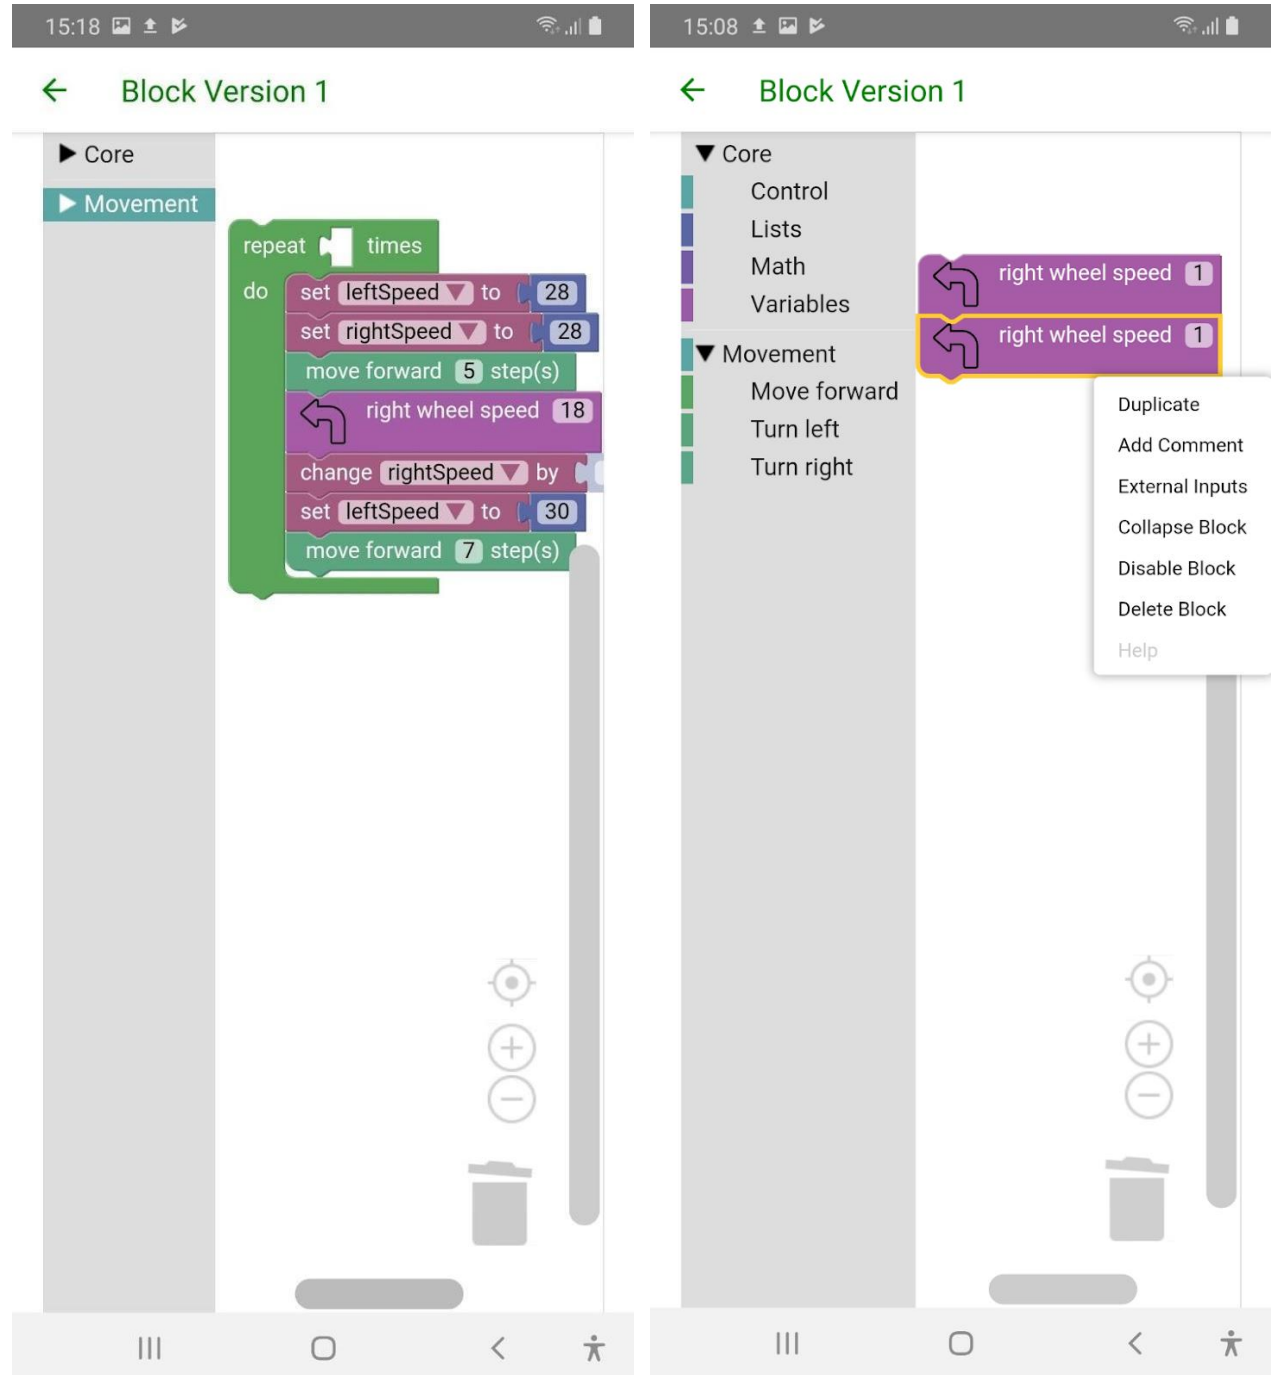 15:18
Block Version 1
Core
Movement
repeat times
do
set leftSpeed to 28
set rightSpeed to 28
move forward 5 step(s)
right wheel speed 18
change rightSpeed by
set leftSpeed to 30
move forward 7 step(s)
15:08
Block Version 1
Core
Control
Lists
Math
Variables
Movement
Move forward
Turn left
Turn right
right wheel speed 1
right wheel speed 1
Duplicate
Add Comment
External Inputs
Collapse Block
Disable Block
Delete Block
Help